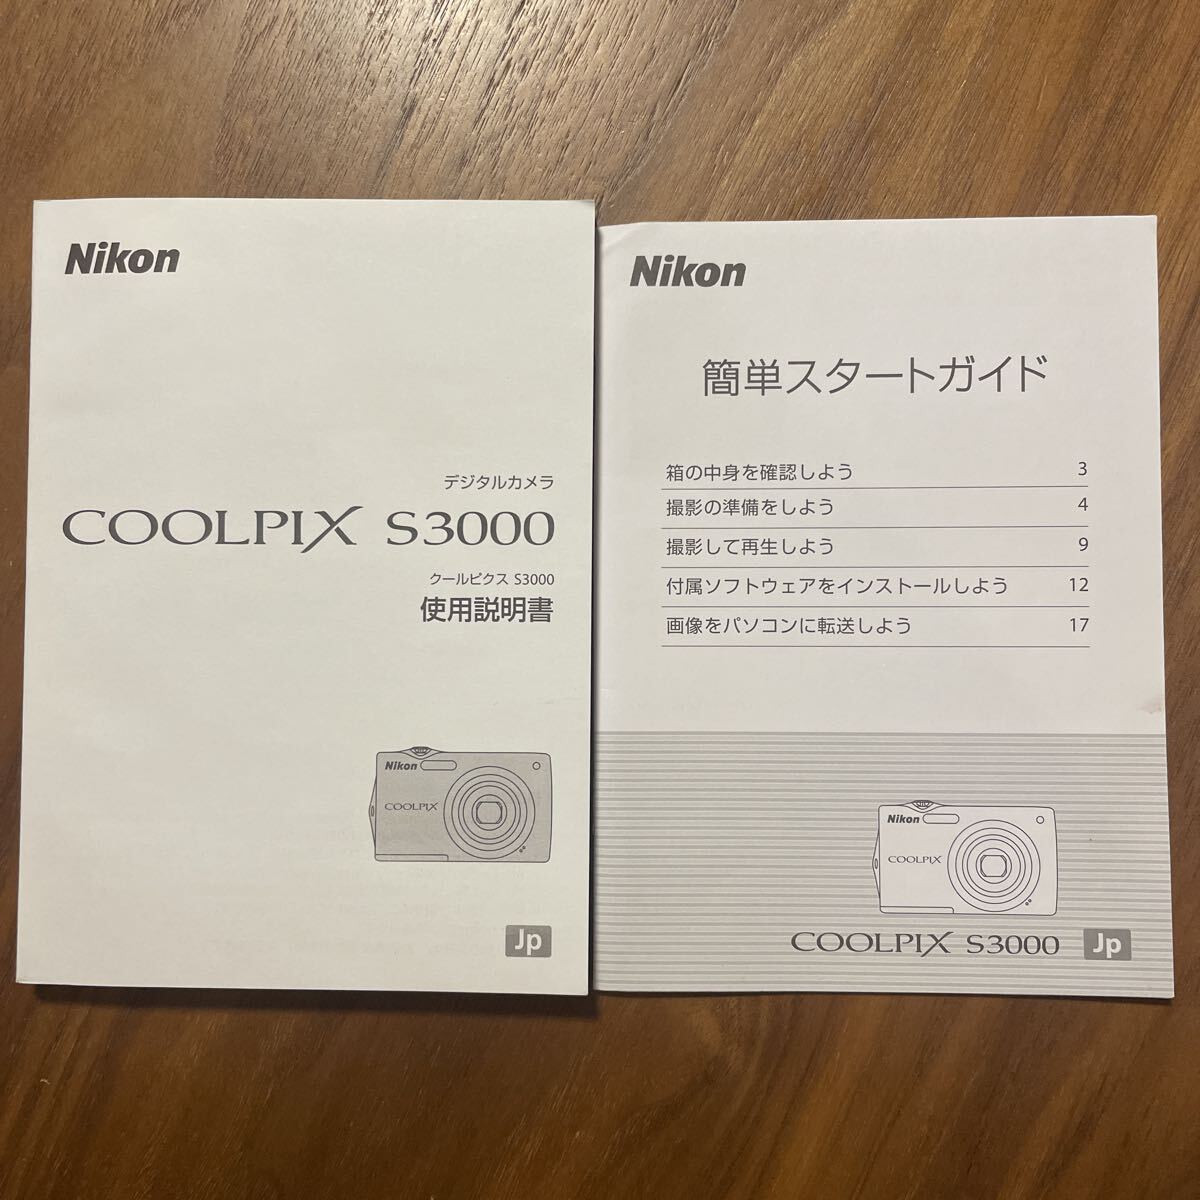 Nikon
デジタルカメラ
COOLPIX S3000
クールピクス S3000
使用説明書
Nikon
COOLPIX
Jp
Nikon
簡単スタートガイド
箱の中身を確認しよう 3
撮影の準備をしよう 4
撮影して再生しよう 9
付属ソフトウェアをインストールしよう 12
画像をパソコンに転送しよう 17
Nikon
COOLPIX
COOLPIX S3000 Jp